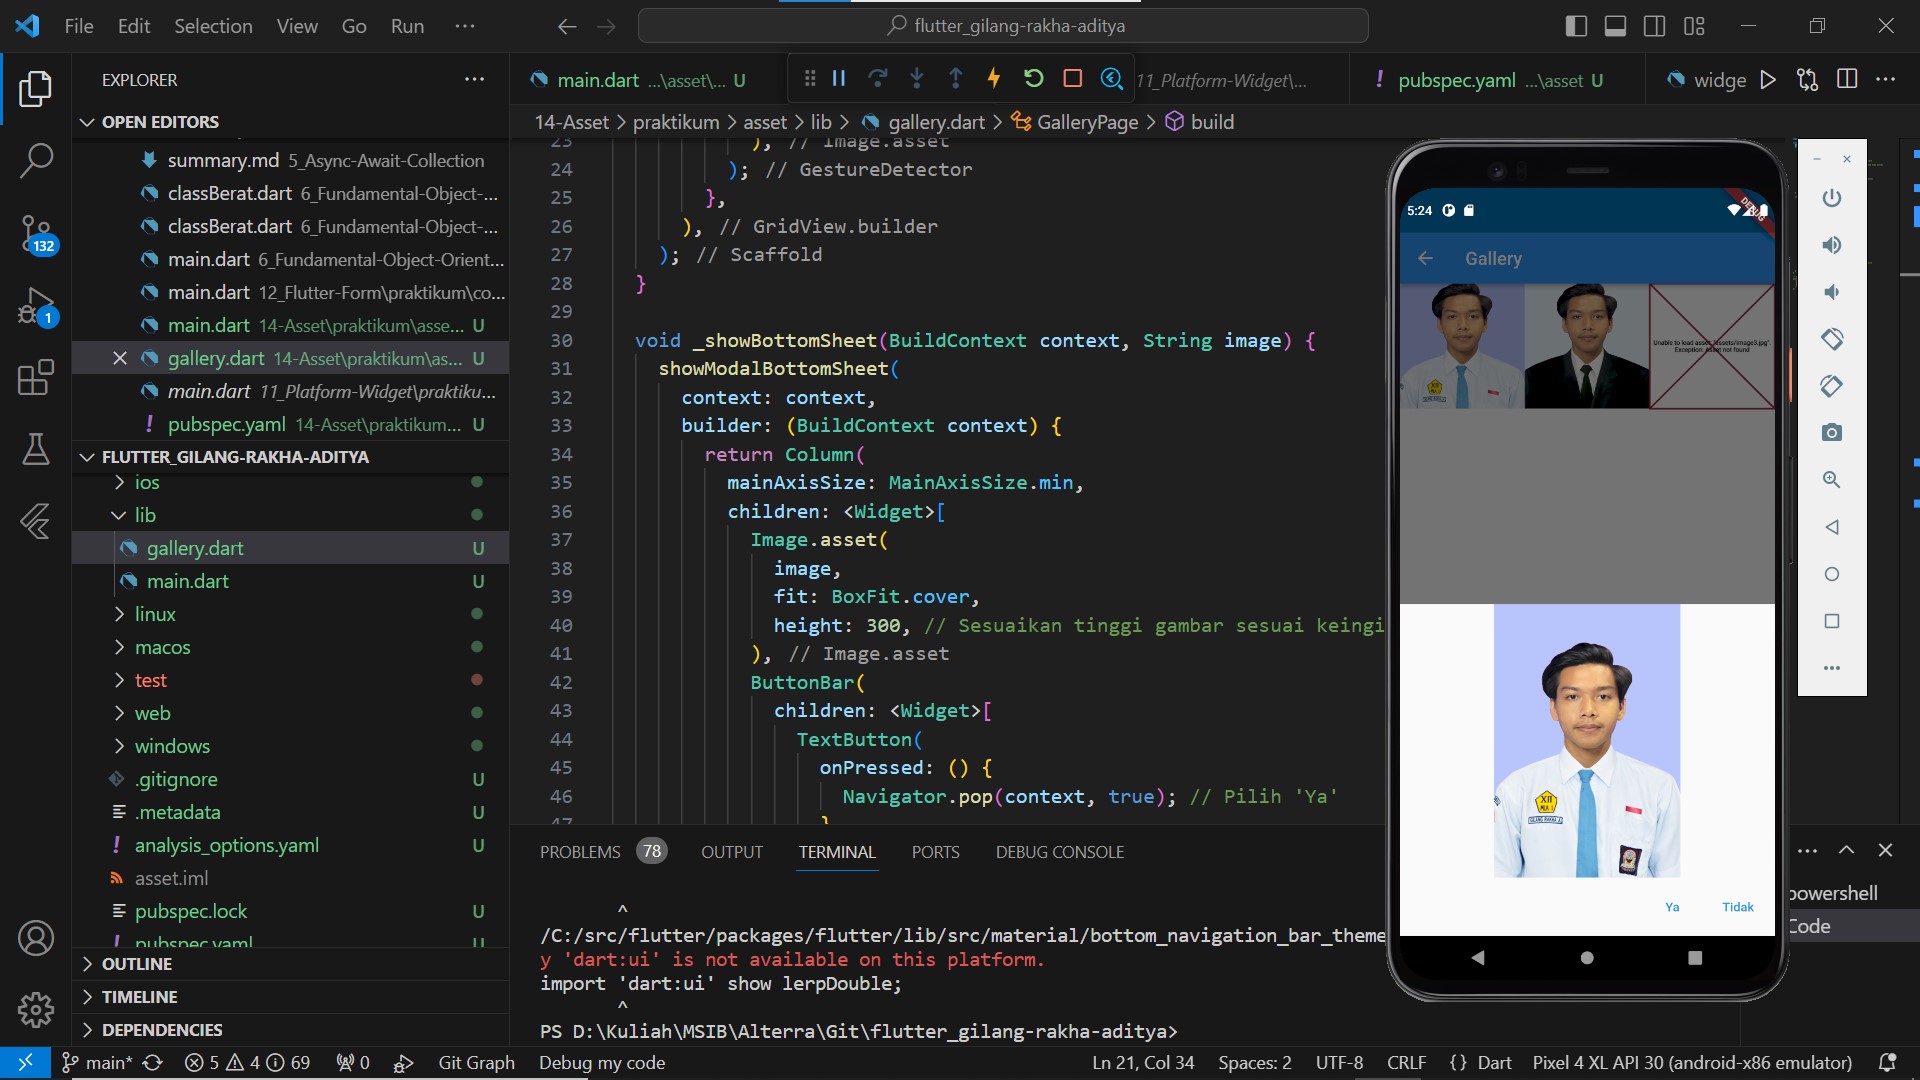 File Edit Selection View Go Run ···
flutter_gilang-rakha-aditya
EXPLORER ···
OPEN EDITORS
summary.md 5_Async-Await-Collection
classBerat.dart 6_Fundamental-Object-...
classBerat.dart 6_Fundamental-Object-...
main.dart 6_Fundamental-Object-Orient...
main.dart 12_Flutter-Form\praktikum\co...
main.dart 14-Asset\praktikum\asse... U
gallery.dart 14-Asset\praktikum\as... U
main.dart 11_Platform-Widget\praktiku...
pubspec.yaml 14-Asset\praktikum... U
FLUTTER_GILANG-RAKHA-ADITYA
ios
lib
gallery.dart U
main.dart U
linux
macos
test
web
windows
.gitignore U
.metadata U
analysis_options.yaml U
asset.iml
pubspec.lock U
pubspec.yaml U
OUTLINE
TIMELINE
DEPENDENCIES
132
1
main.dart ...\asset\... U
11_Platform-Widget\...
! pubspec.yaml ...\asset U
widge
14-Asset > praktikum > asset > lib > gallery.dart > GalleryPage > build
23 ), // Image.asset
24 ); // GestureDetector
25 },
26 ), // GridView.builder
27 ); // Scaffold
28 }
29
30 void _showBottomSheet(BuildContext context, String image) {
31 showModalBottomSheet(
32 context: context,
33 builder: (BuildContext context) {
34 return Column(
35 mainAxisSize: MainAxisSize.min,
36 children: <Widget>[
37 Image.asset(
38 image,
39 fit: BoxFit.cover,
40 height: 300, // Sesuaikan tinggi gambar sesuai keingi
41 ), // Image.asset
42 ButtonBar(
43 children: <Widget>[
44 TextButton(
45 onPressed: () {
46 Navigator.pop(context, true); // Pilih 'Ya'
47 }
PROBLEMS 78 OUTPUT TERMINAL PORTS DEBUG CONSOLE
^
/C:/src/flutter/packages/flutter/lib/src/material/bottom_navigation_bar_theme
y 'dart:ui' is not available on this platform.
import 'dart:ui' show lerpDouble;
^
PS D:\Kuliah\MSIB\Alterra\Git\flutter_gilang-rakha-aditya>
powershell
Code
5:24
DEBUG
Gallery
Unable to load asset: "assets/image3.jpg".
Exception: Asset not found
XII
MIA 1
GILANG RAKHA A.
Ya Tidak
main* 5 4 69 0 Git Graph Debug my code
Ln 21, Col 34 Spaces: 2 UTF-8 CRLF {} Dart Pixel 4 XL API 30 (android-x86 emulator)